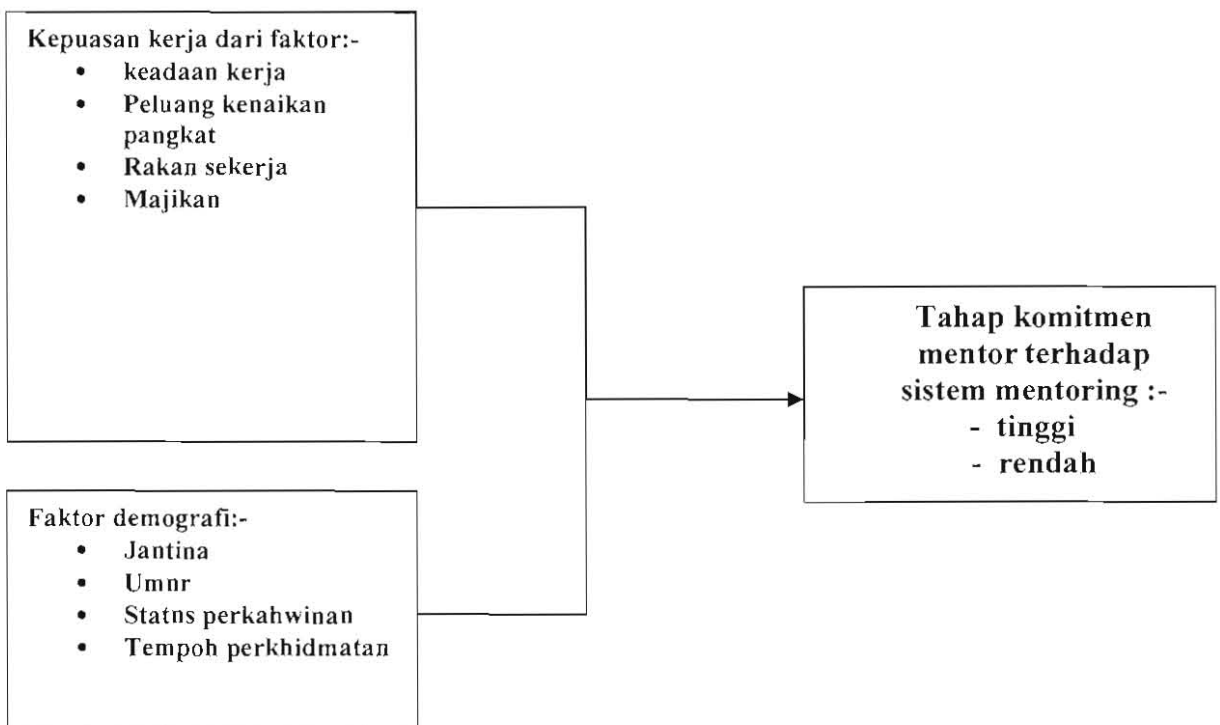 Kepuasan kerja dari faktor:-
• keadaan kerja
• Peluang kenaikan
pangkat
• Rakan sekerja
• Majikan
Tahap komitmen
mentor terhadap
sistem mentoring :-
- tinggi
- rendah
Faktor demografi:-
• Jantina
• Umnr
• Statns perkahwinan
• Tempoh perkhidmatan